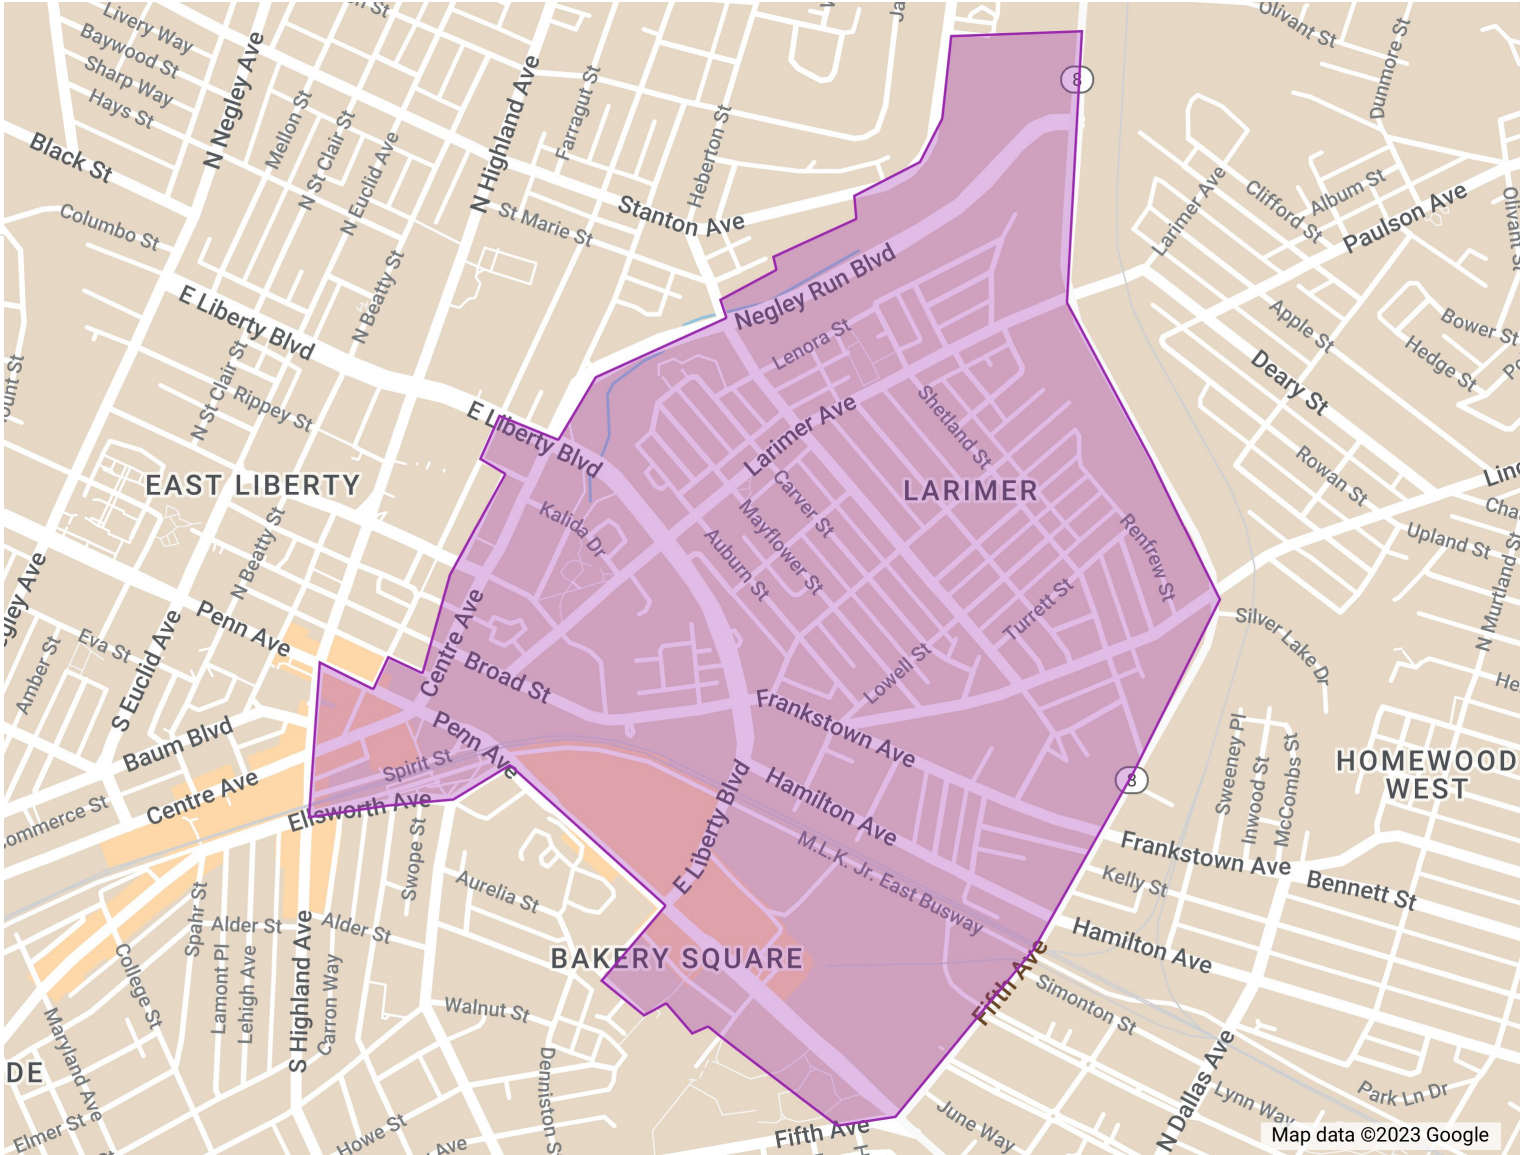 Livery Way
Baywood St
Sharp Way
Hays St
Black St
N Negley Ave
Mellon St
N St Clair St
N Euclid Ave
N Highland Ave
Farragut St
Heberton St
Stanton Ave
St Marie St
Columbo St
N Beatty St
E Liberty Blvd
8
Olivant St
Dunmore St
Larimer Ave
Clifford St
Album St
Paulson Ave
Olivant St
Negley Run Blvd
Lenora St
Apple St
Bower St
Hedge St
Deary St
N St Clair St
Rippey St
E Liberty Blvd
Larimer Ave
Shetland St
EAST LIBERTY
LARIMER
Rowan St
Upland St
Kalida Dr
Carver St
Mayflower St
Auburn St
Renfrew St
Turrett St
N Beatty St
Penn Ave
Eva St
Amber St
S Euclid Ave
Centre Ave
Broad St
Lowell St
Silver Lake Dr
N Murtland St
Baum Blvd
Centre Ave
Penn Ave
Spirit St
Frankstown Ave
Ellsworth Ave
E Liberty Blvd
Hamilton Ave
M.L.K. Jr. East Busway
8
Sweeney Pl
Inwood St
McCombs St
HOMEWOOD
WEST
Frankstown Ave
Bennett St
Kelly St
Hamilton Ave
Swope St
Aurelia St
Spahr St
Alder St
Alder St
Lamont Pl
Lehigh Ave
S Highland Ave
Carron Way
College St
BAKERY SQUARE
Fifth Ave
Simonton St
Walnut St
Maryland Ave
DE
Elmer St
Howe St
Denniston S
Fifth Ave
June Way
N Dallas Ave
Lynn Way
Park Ln Dr
Map data ©2023 Google